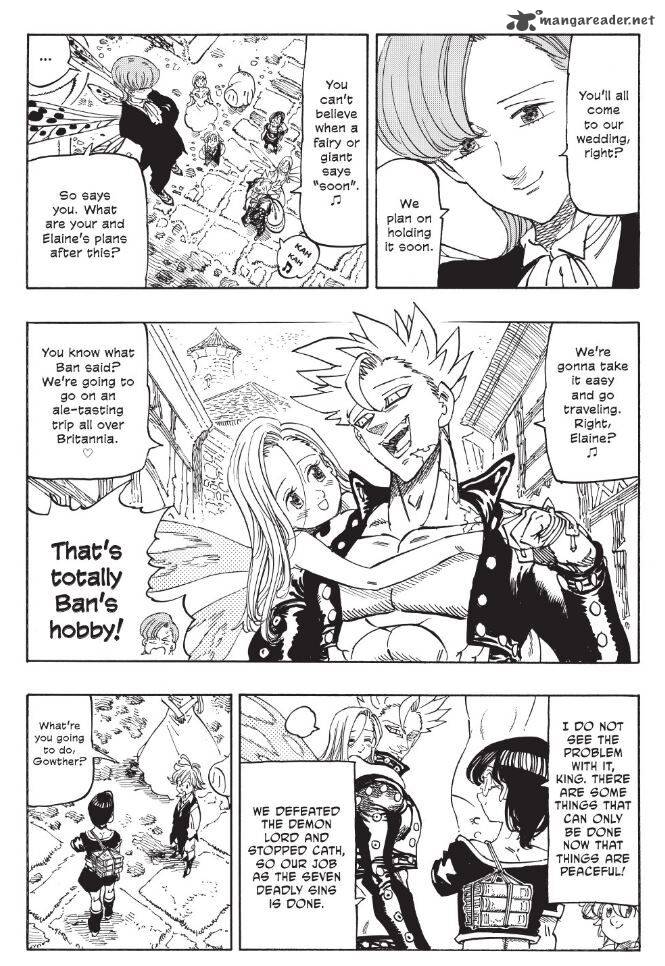 mangareader.net
You'll all
come to
our
wedding,
right?
We
plan on
holding
it soon.
You
can't
believe
when a
fairy or
giant
says
"soon".
♫
...
So says
you. What
are your and
Elaine's plans
after this?
KAH
KAH
♫
We're
gonna take
it easy
and go
traveling.
Right,
Elaine?
♫
You know what
Ban said?
We're going to
go on an
ale-tasting
trip all over
Britannia.
♡
That's
totally
Ban's
hobby!
I DO NOT
SEE THE
PROBLEM
WITH IT,
KING. THERE
ARE SOME
THINGS THAT
CAN ONLY
BE DONE
NOW THAT
THINGS ARE
PEACEFUL!
WE DEFEATED
THE DEMON
LORD AND
STOPPED CATH,
SO OUR JOB
AS THE SEVEN
DEADLY SINS
IS DONE.
What're
you going
to do,
Gowther?